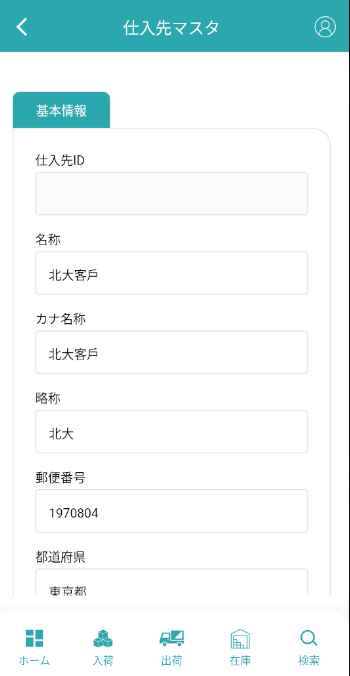 仕入先マスタ
基本情報
仕入先ID
名称
北大客戶
カナ名称
北大客戶
略称
北大
郵便番号
1970804
都道府県
東京都
ホーム
入荷
出荷
在庫
検索